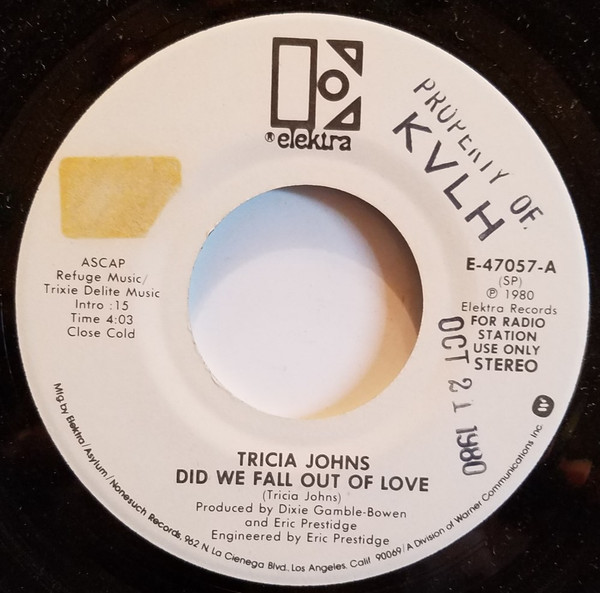 ® elektra
PROPERTY OF.
KVLH
ASCAP
Refuge Music/
Trixie Delite Music
Intro :15
Time 4:03
Close Cold
E-47057-A
(SP)
℗ 1980
Elektra Records
FOR RADIO
STATION
USE ONLY
STEREO
OCT 21 1980
TRICIA JOHNS
DID WE FALL OUT OF LOVE
(Tricia Johns)
Produced by Dixie Gamble-Bowen
and Eric Prestidge
Engineered by Eric Prestidge
Mfg by Elektra/Asylum/Nonesuch Records, 962 N La Cienega Blvd., Los Angeles, Calif 90069/A Division of Warner Communications Inc.